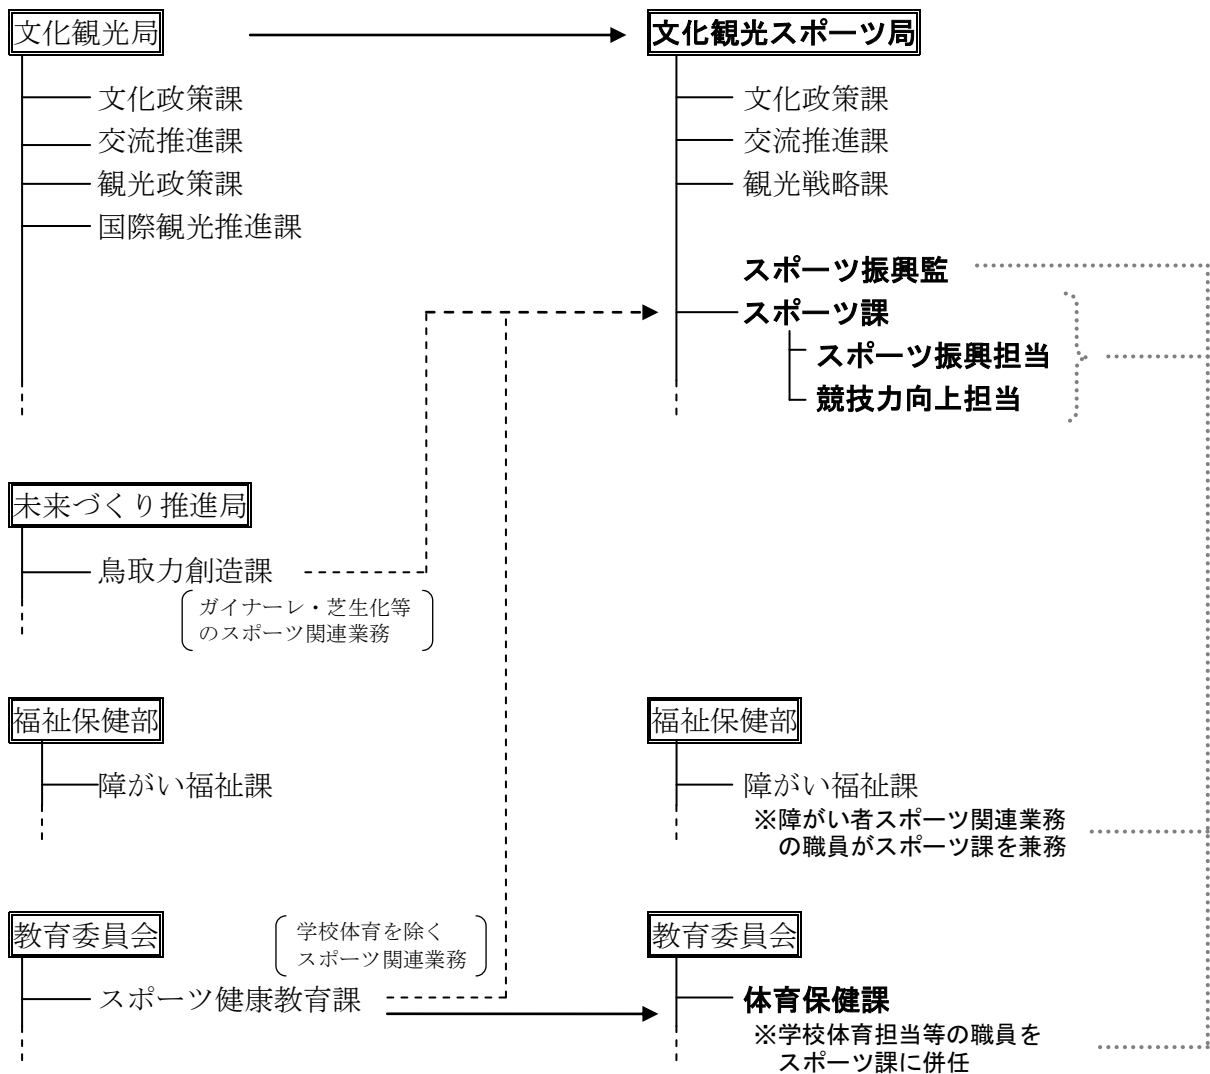 文化観光局
文化政策課
交流推進課
観光政策課
国際観光推進課
文化観光スポーツ局
文化政策課
交流推進課
観光戦略課
スポーツ振興監
スポーツ課
スポーツ振興担当
競技力向上担当
未来づくり推進局
鳥取力創造課
ガイナーレ・芝生化等
のスポーツ関連業務
福祉保健部
障がい福祉課
福祉保健部
障がい福祉課
※障がい者スポーツ関連業務
の職員がスポーツ課を兼務
教育委員会
学校体育を除く
スポーツ関連業務
スポーツ健康教育課
教育委員会
体育保健課
※学校体育担当等の職員を
スポーツ課に併任